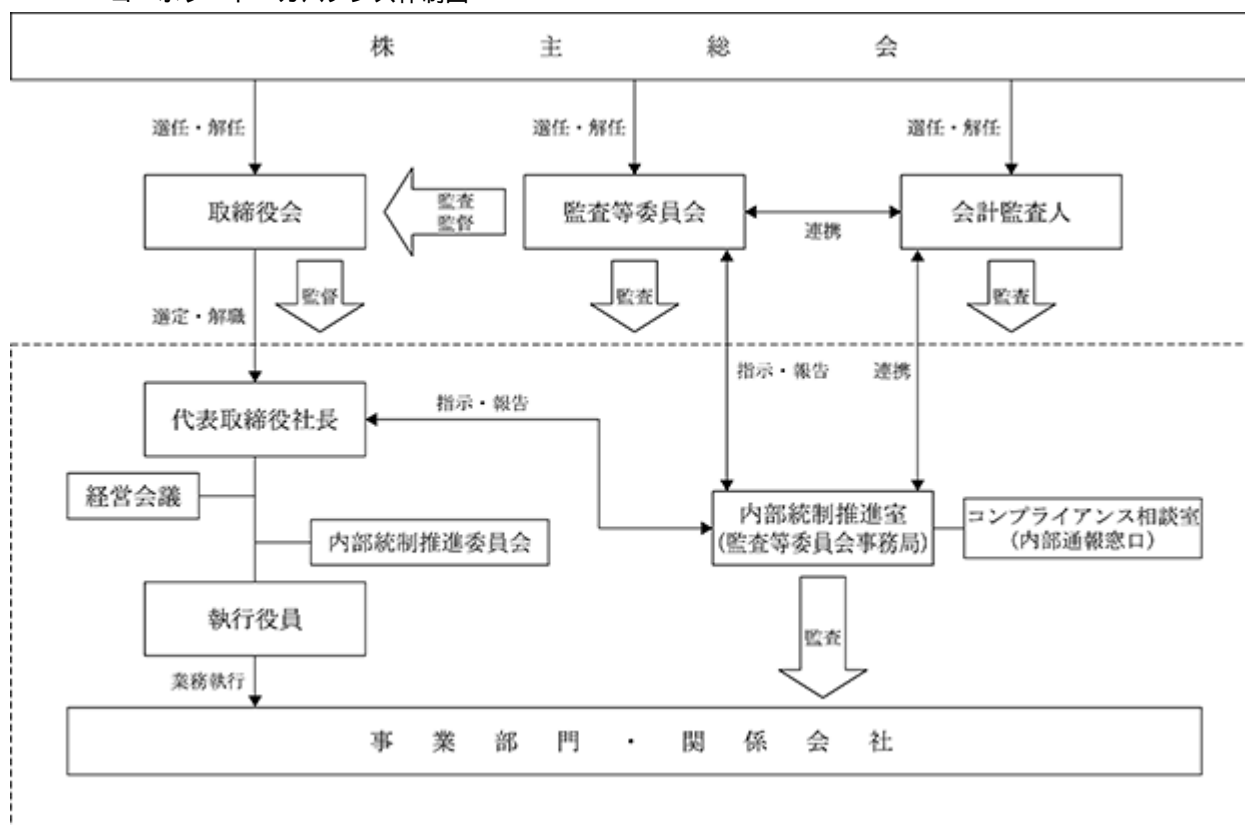 株主総会
選任・解任
選任・解任
選任・解任
取締役会
監査
監督
監査等委員会
連携
会計監査人
監督
監査
監査
選定・解職
指示・報告
連携
代表取締役社長
指示・報告
経営会議
内部統制推進委員会
内部統制推進室
(監査等委員会事務局)
コンプライアンス相談室
(内部通報窓口)
執行役員
監査
業務執行
事業部門・関係会社